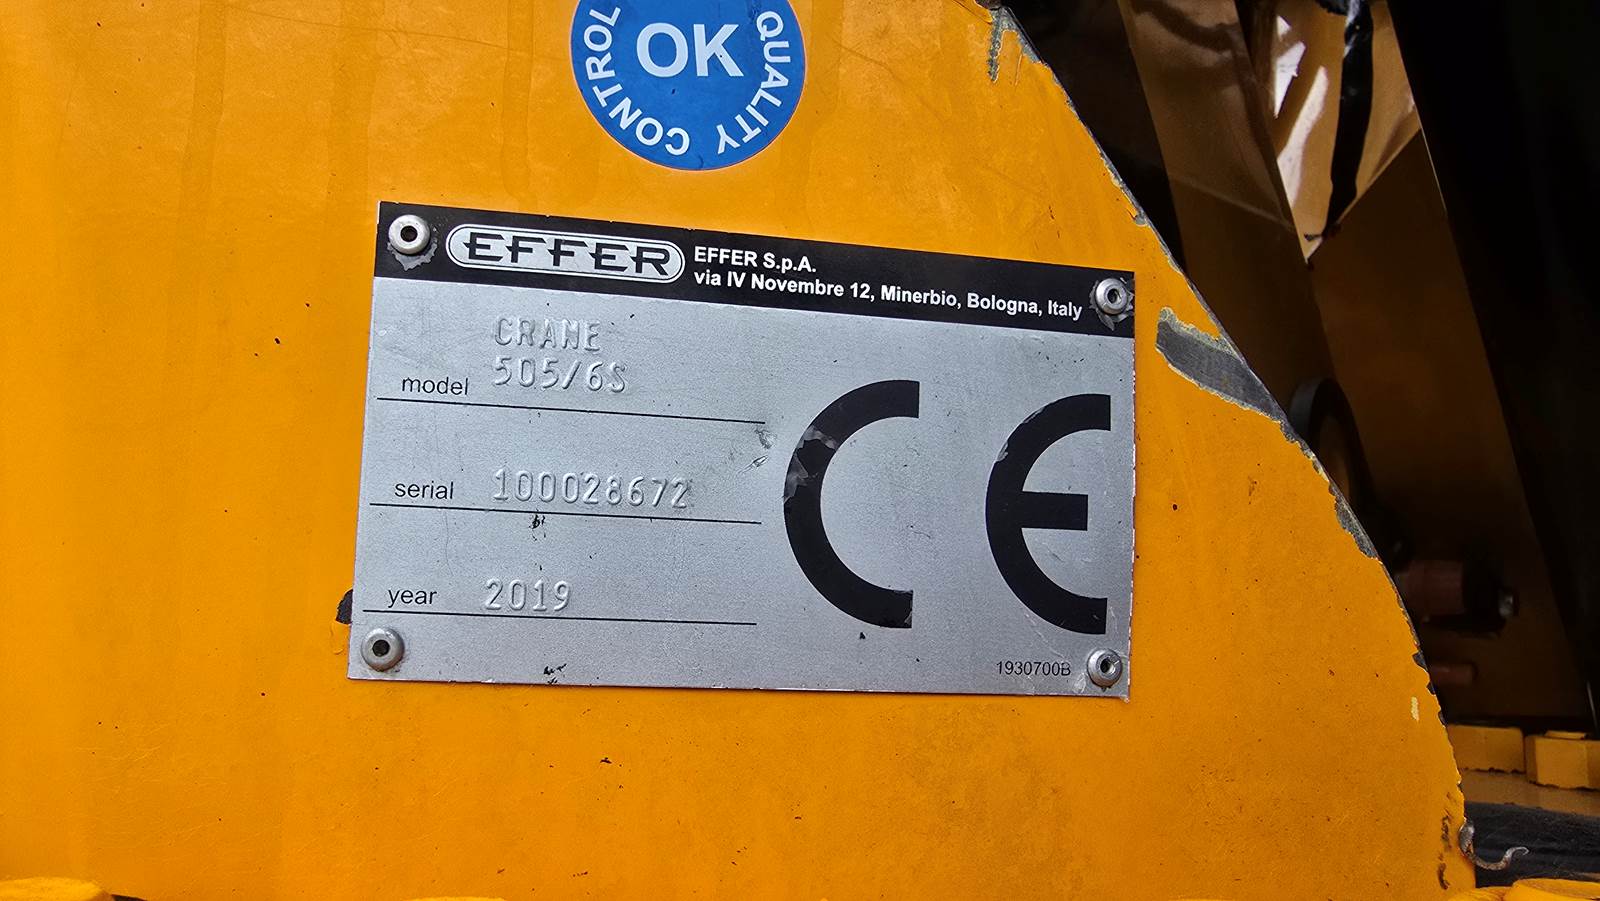 OK
CONTROL QUALITY
EFFER
EFFER S.p.A.
via IV Novembre 12, Minerbio, Bologna, Italy
CRANE
model 505/6S
serial 100028672
year 2019
CE
1930700B